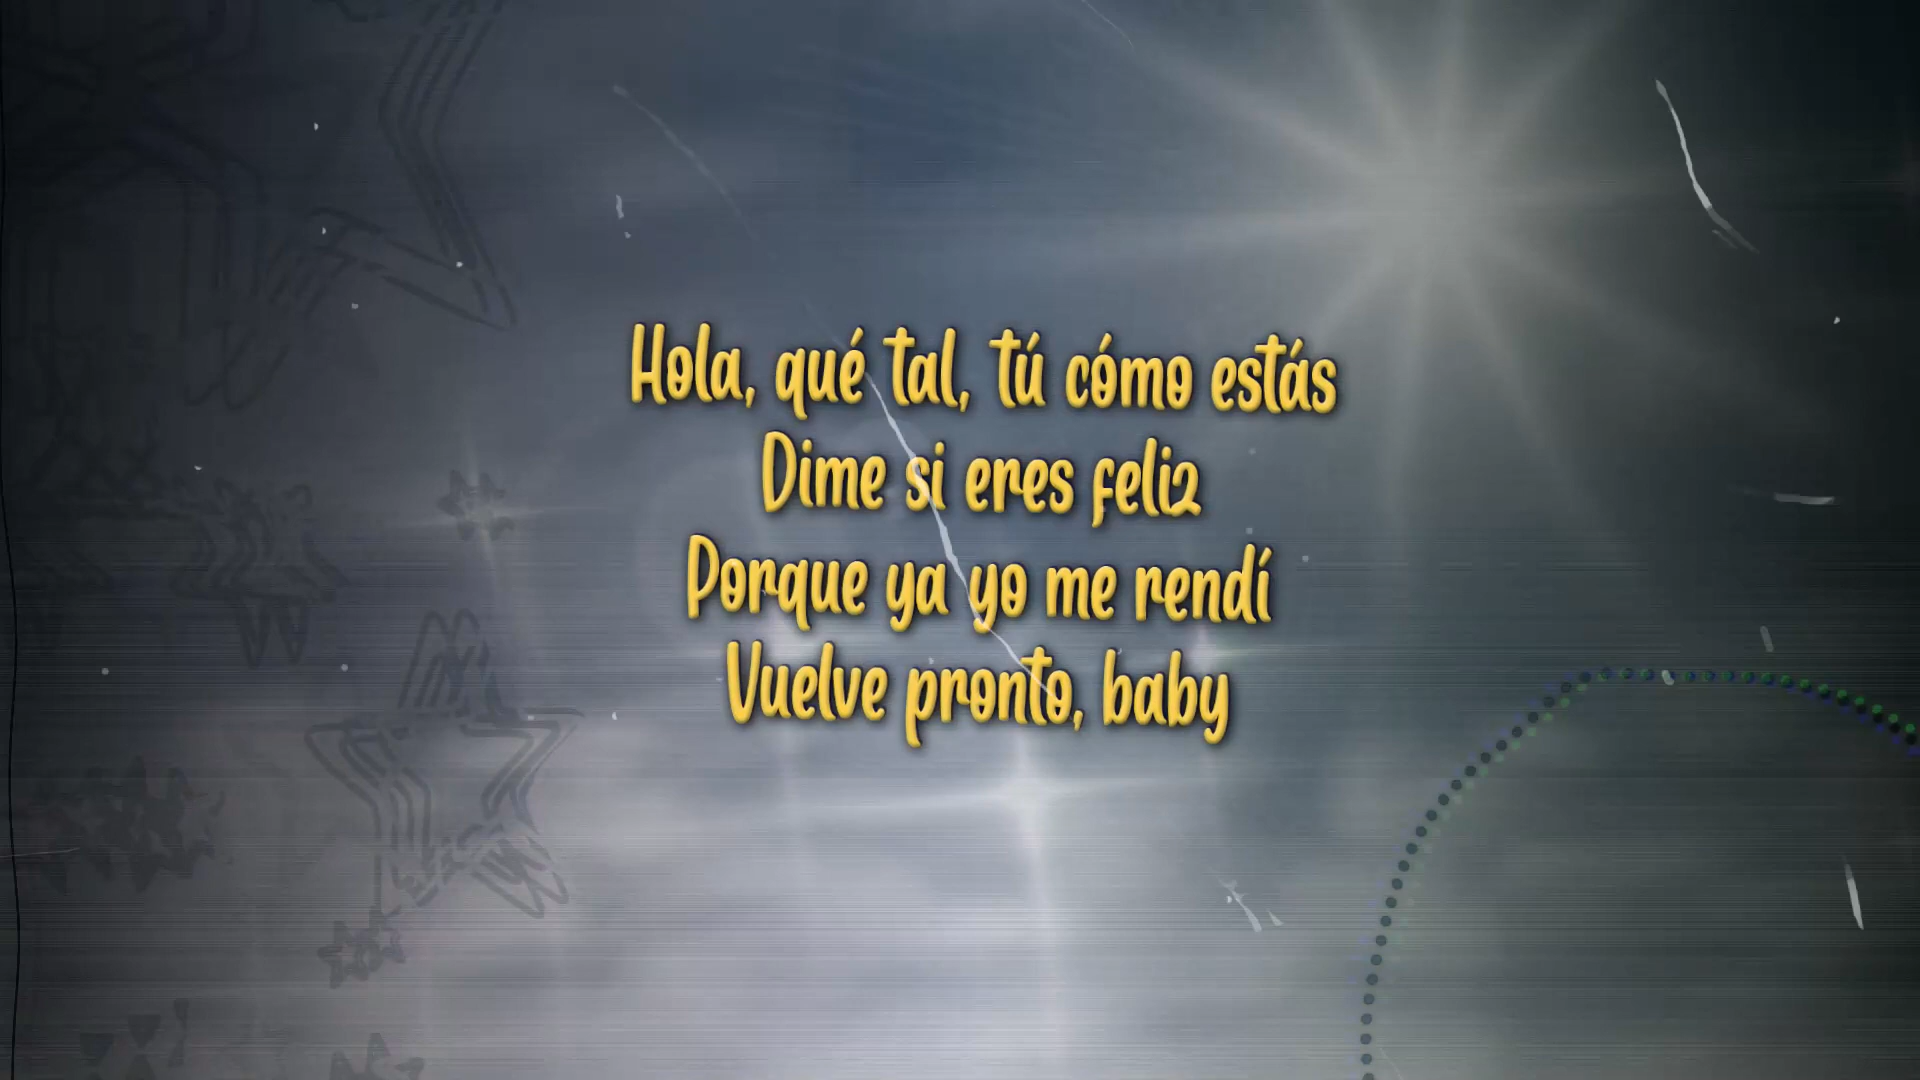 Hola, qué tal, tú cómo estás
Dime si eres feliz
Porque ya yo me rendí
Vuelve pronto, baby